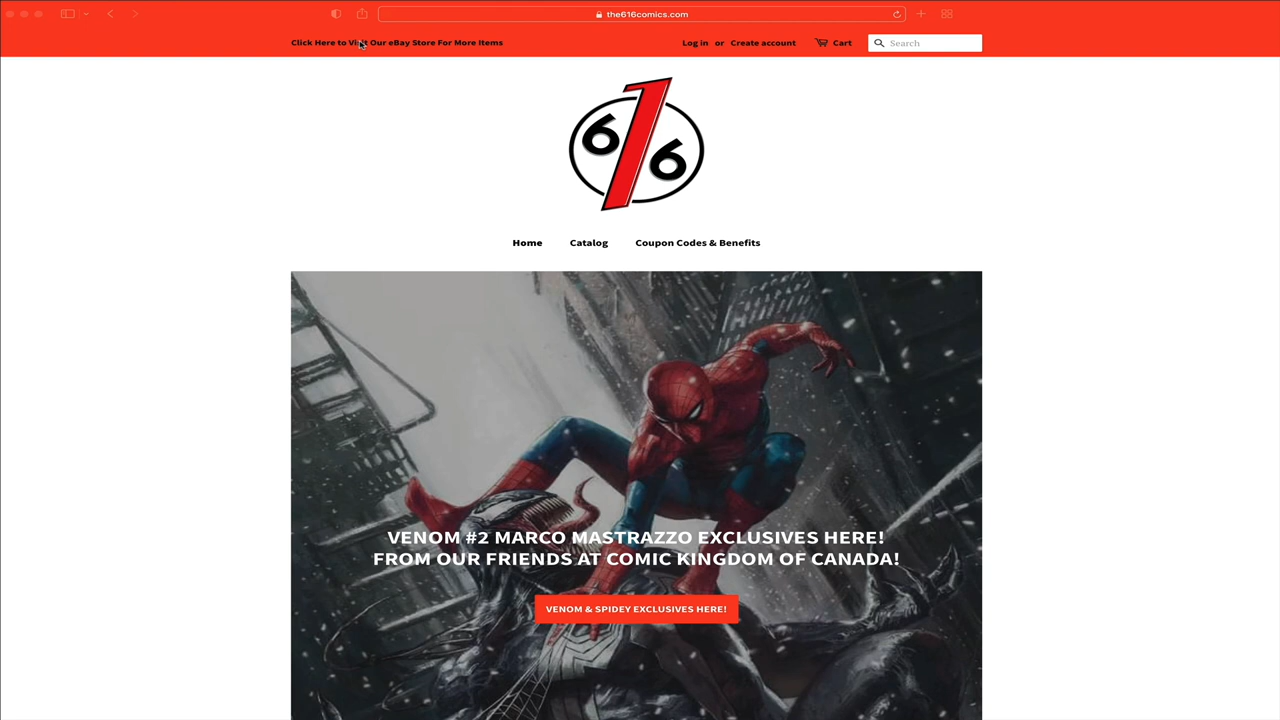 the616comics.com
Click Here to Visit Our eBay Store For More Items
Log in or Create account
Cart
Search
616
Home
Catalog
Coupon Codes & Benefits
VENOM #2 MARCO MASTRAZZO EXCLUSIVES HERE!
FROM OUR FRIENDS AT COMIC KINGDOM OF CANADA!
VENOM & SPIDEY EXCLUSIVES HERE!